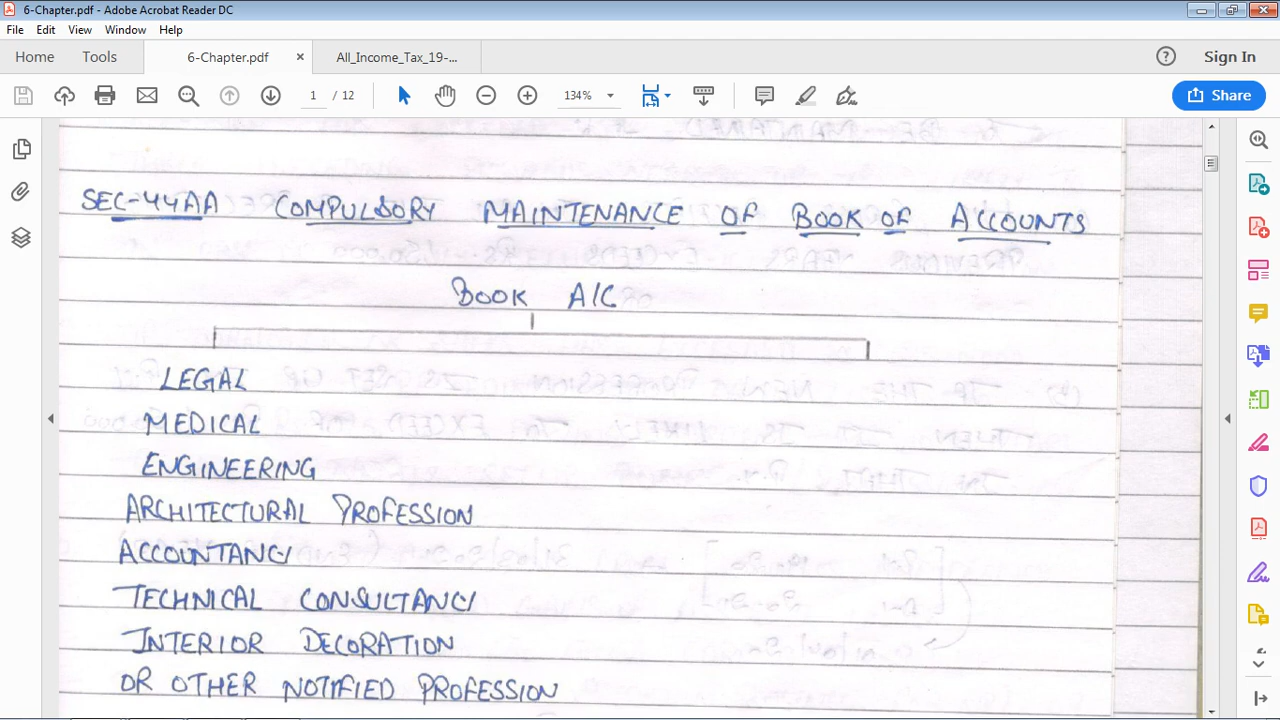 6-Chapter.pdf - Adobe Acrobat Reader DC
File Edit View Window Help
Home Tools 6-Chapter.pdf × All_Income_Tax_19-... Sign In
1 / 12 134% Share
SEC-44AA COMPULSORY MAINTENANCE OF BOOK OF ACCOUNTS
BOOK A/C
LEGAL
MEDICAL
ENGINEERING
ARCHITECTURAL PROFESSION
ACCOUNTANCY
TECHNICAL CONSULTANCY
INTERIOR DECORATION
OR OTHER NOTIFIED PROFESSION